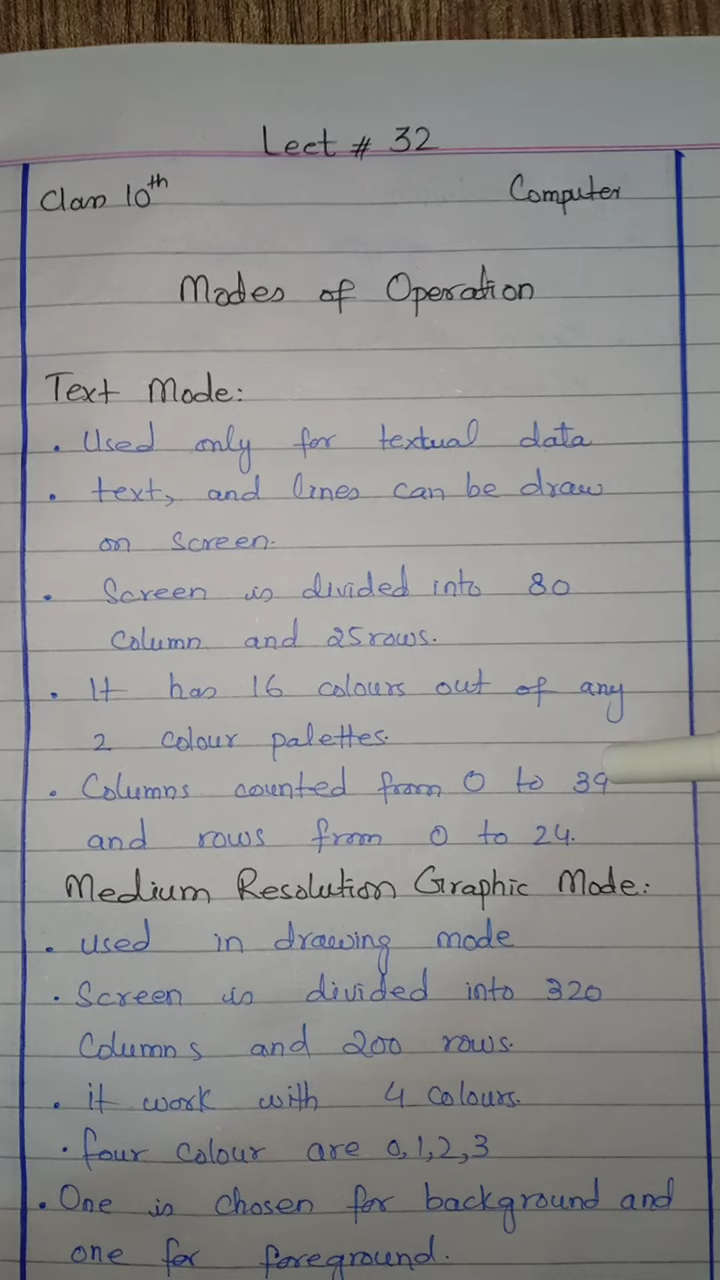 Lect # 32
Class 10th
Computer
Modes of Operation
Text Mode:
• Used only for textual data
• text, and lines can be draw
on screen.
• Screen is divided into 80
Column and 25 rows.
• It has 16 colours out of any
2 colour palettes.
• Columns counted from 0 to 39
and rows from 0 to 24.
Medium Resolution Graphic Mode:
• used in drawing mode
• Screen is divided into 320
Columns and 200 rows.
• it work with 4 colours.
• four colour are 0,1,2,3
• One is chosen for background and
one for foreground.